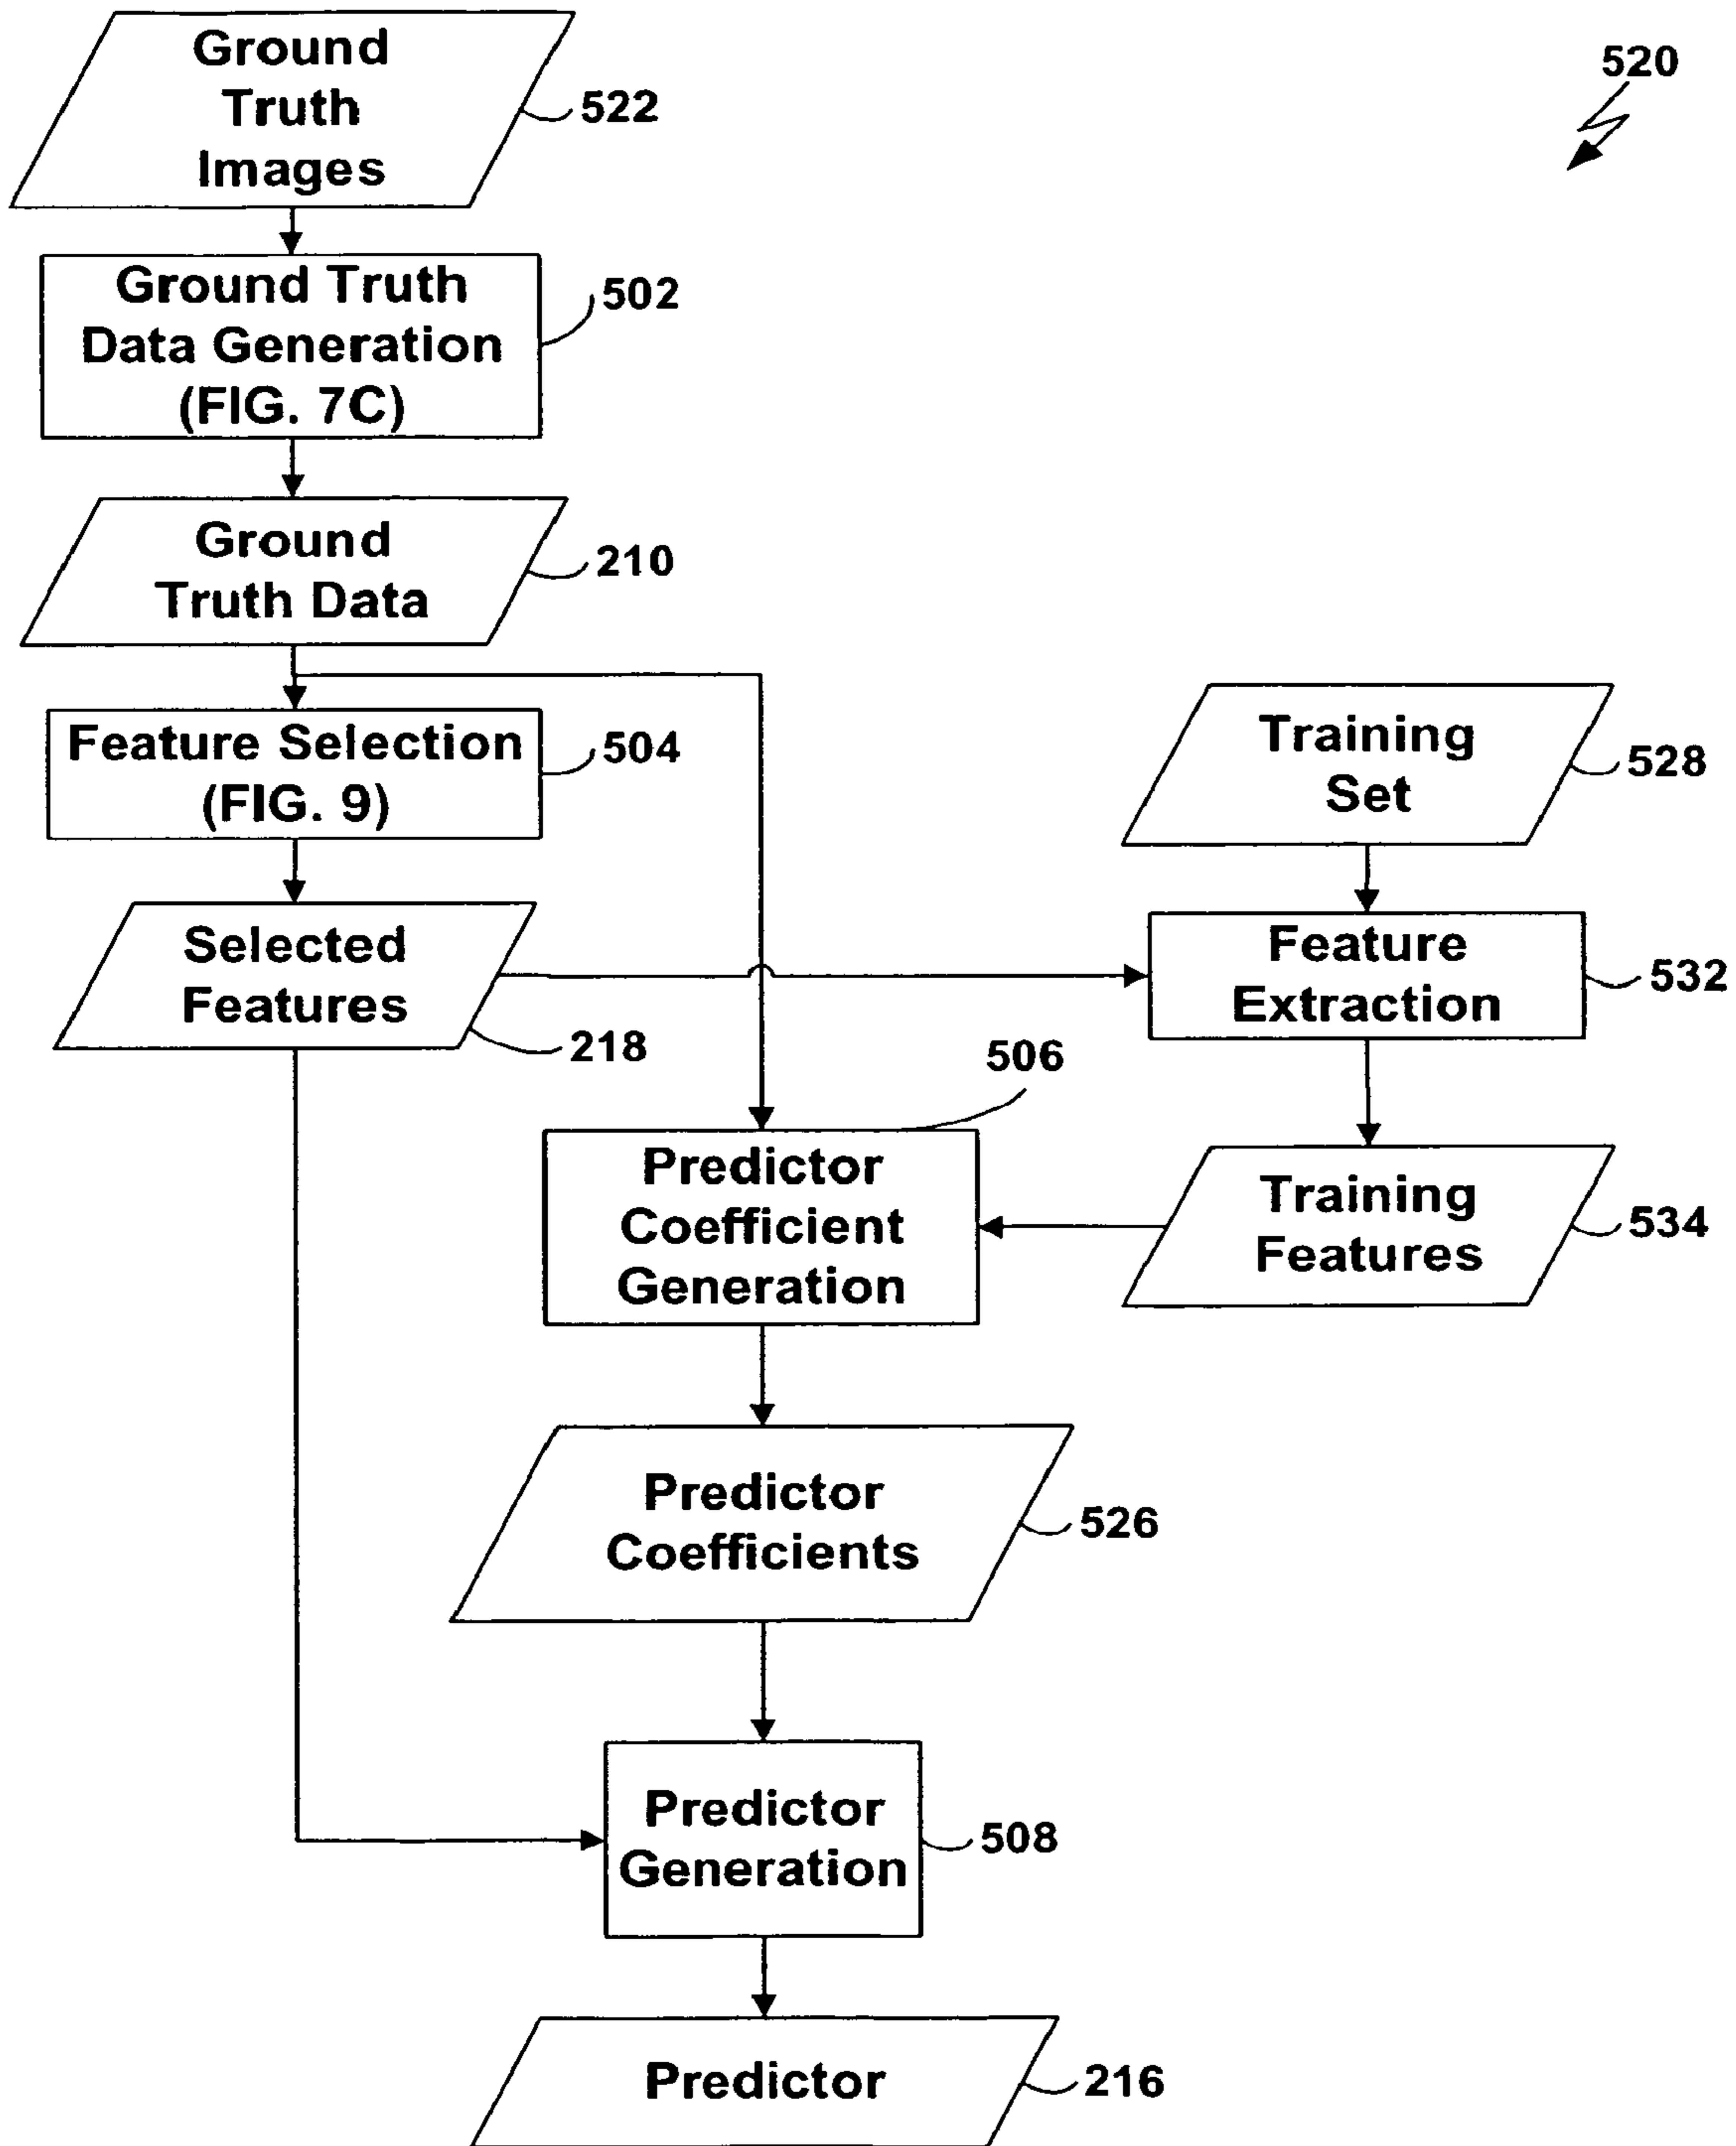 Ground
Truth
Images
522
520
Ground Truth
Data Generation
(FIG. 7C)
502
Ground
Truth Data
210
Feature Selection
(FIG. 9)
504
Training
Set
528
Selected
Features
218
Feature
Extraction
532
506
Predictor
Coefficient
Generation
Training
Features
534
Predictor
Coefficients
526
Predictor
Generation
508
Predictor
216